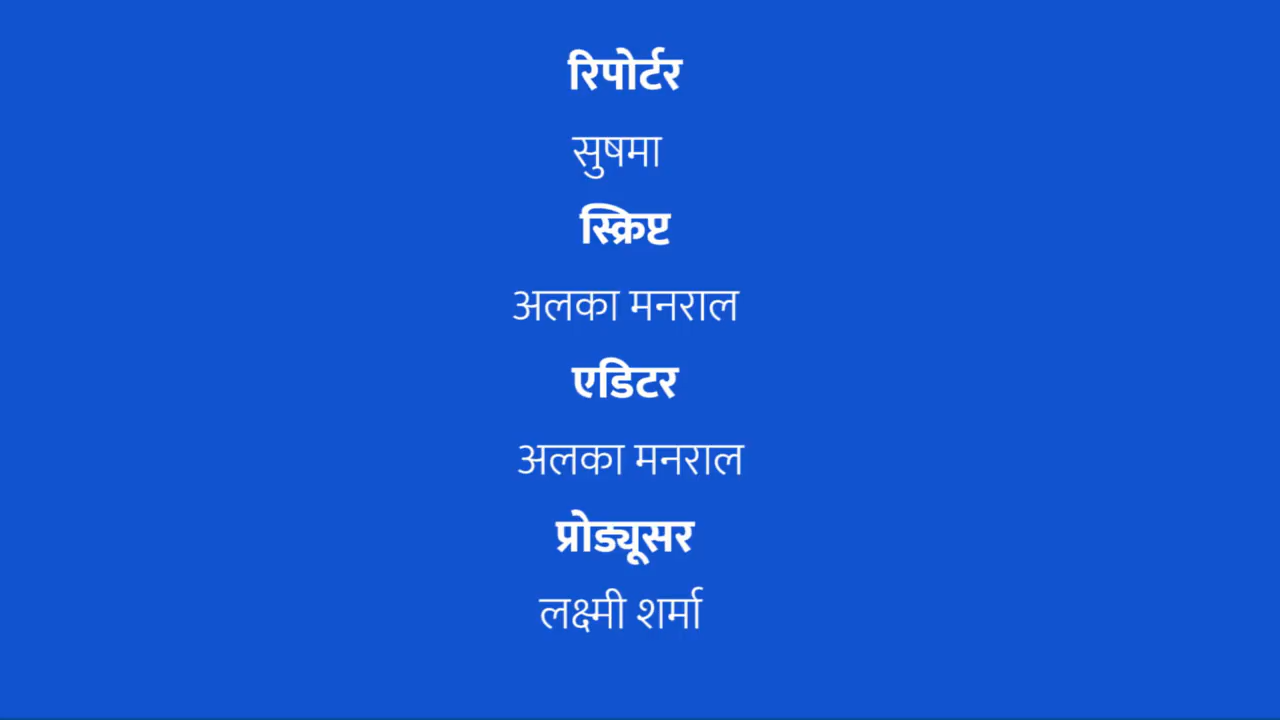 रिपोर्टर
सुषमा
स्क्रिप्ट
अलका मनराल
एडिटर
अलका मनराल
प्रोड्यूसर
लक्ष्मी शर्मा